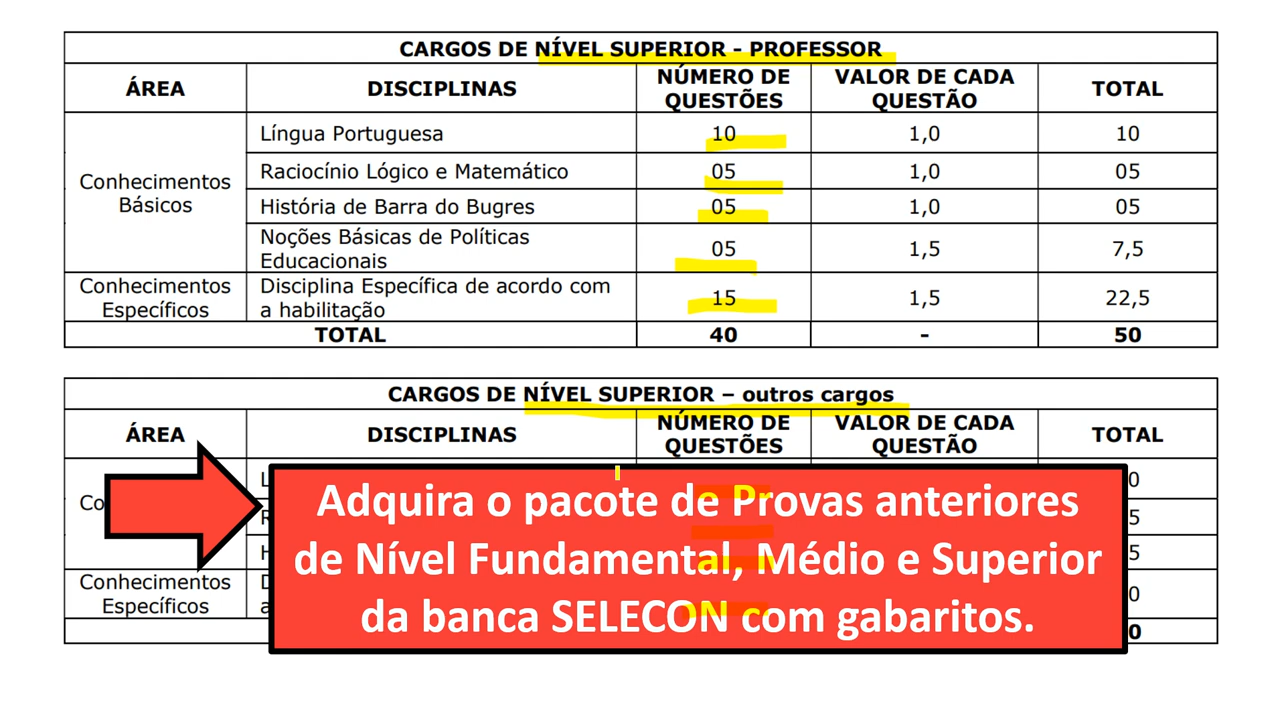 CARGOS DE NÍVEL SUPERIOR - PROFESSOR
ÁREA DISCIPLINAS NÚMERO DE QUESTÕES VALOR DE CADA QUESTÃO TOTAL
Conhecimentos Básicos
Língua Portuguesa 10 1,0 10
Raciocínio Lógico e Matemático 05 1,0 05
História de Barra do Bugres 05 1,0 05
Noções Básicas de Políticas
Educacionais 05 1,5 7,5
Conhecimentos Específicos
Disciplina Específica de acordo com
a habilitação 15 1,5 22,5
TOTAL 40 - 50
CARGOS DE NÍVEL SUPERIOR – outros cargos
ÁREA DISCIPLINAS NÚMERO DE QUESTÕES VALOR DE CADA QUESTÃO TOTAL
Conhecimentos
Específicos
Adquira o pacote de Provas anteriores
de Nível Fundamental, Médio e Superior
da banca SELECON com gabaritos.